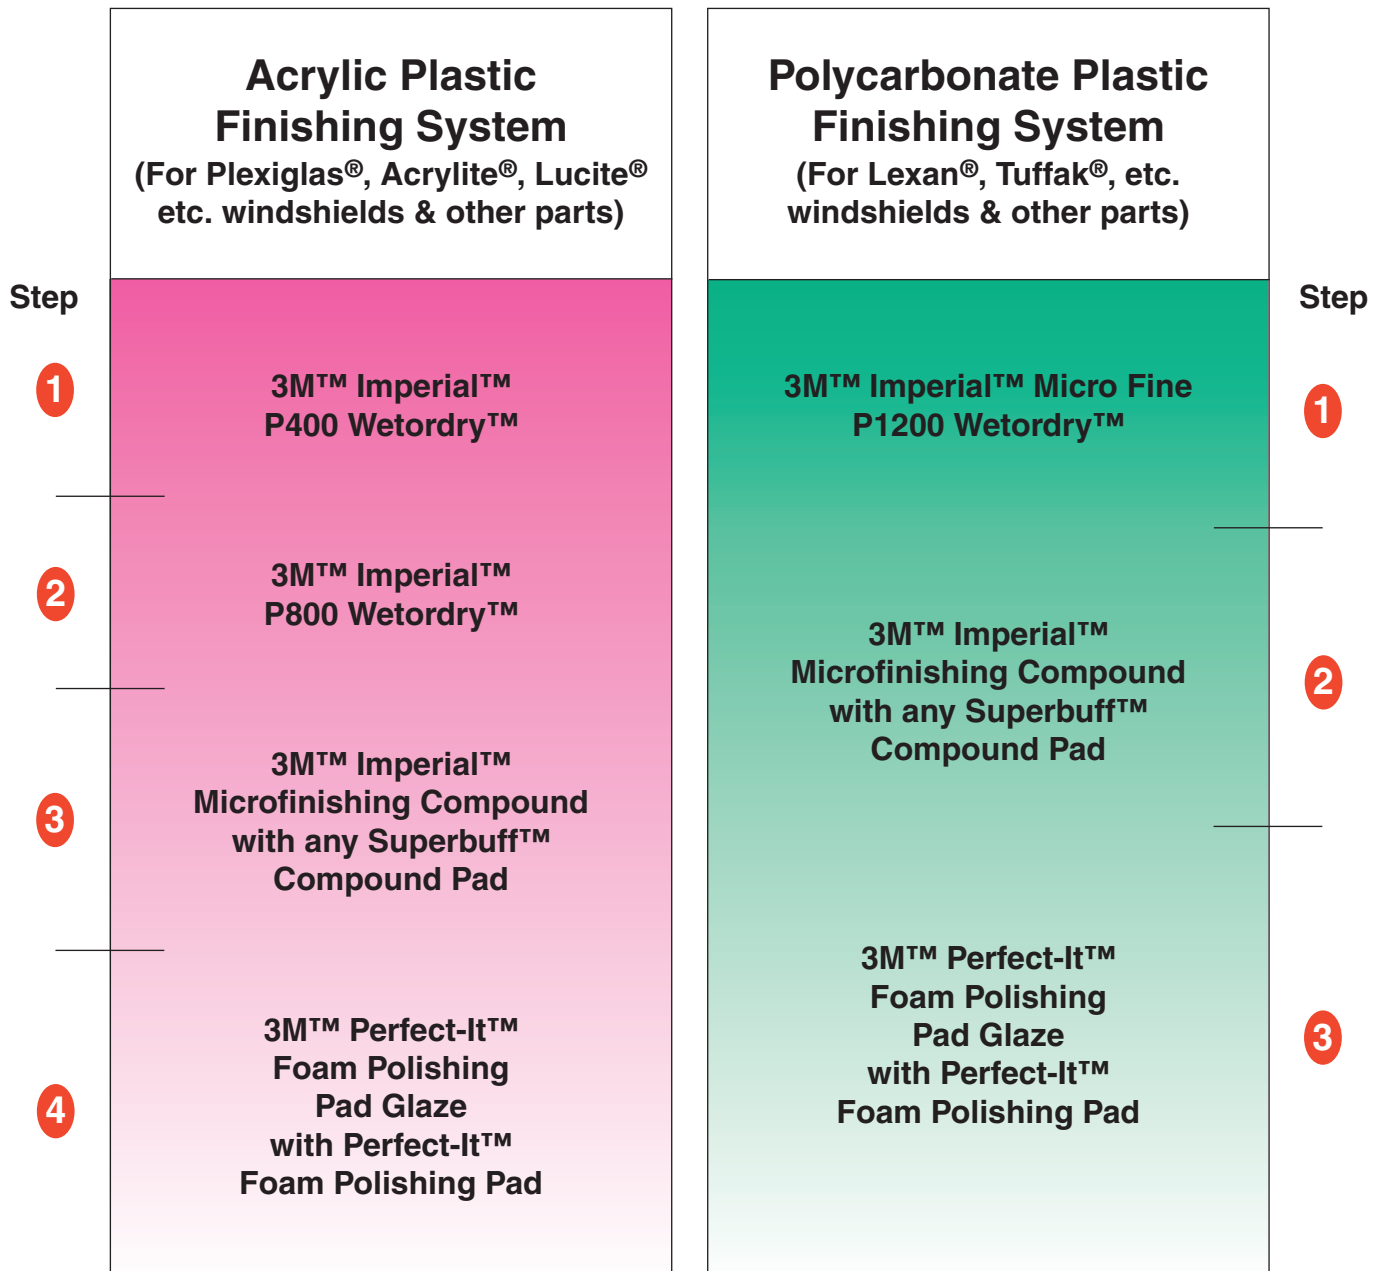 Acrylic Plastic
Finishing System
(For Plexiglas®, Acrylite®, Lucite®
etc. windshields & other parts)
Step
1
3M™ Imperial™
P400 Wetordry™
2
3M™ Imperial™
P800 Wetordry™
3
3M™ Imperial™
Microfinishing Compound
with any Superbuff™
Compound Pad
4
3M™ Perfect-It™
Foam Polishing
Pad Glaze
with Perfect-It™
Foam Polishing Pad
Polycarbonate Plastic
Finishing System
(For Lexan®, Tuffak®, etc.
windshields & other parts)
Step
1
3M™ Imperial™ Micro Fine
P1200 Wetordry™
2
3M™ Imperial™
Microfinishing Compound
with any Superbuff™
Compound Pad
3
3M™ Perfect-It™
Foam Polishing
Pad Glaze
with Perfect-It™
Foam Polishing Pad